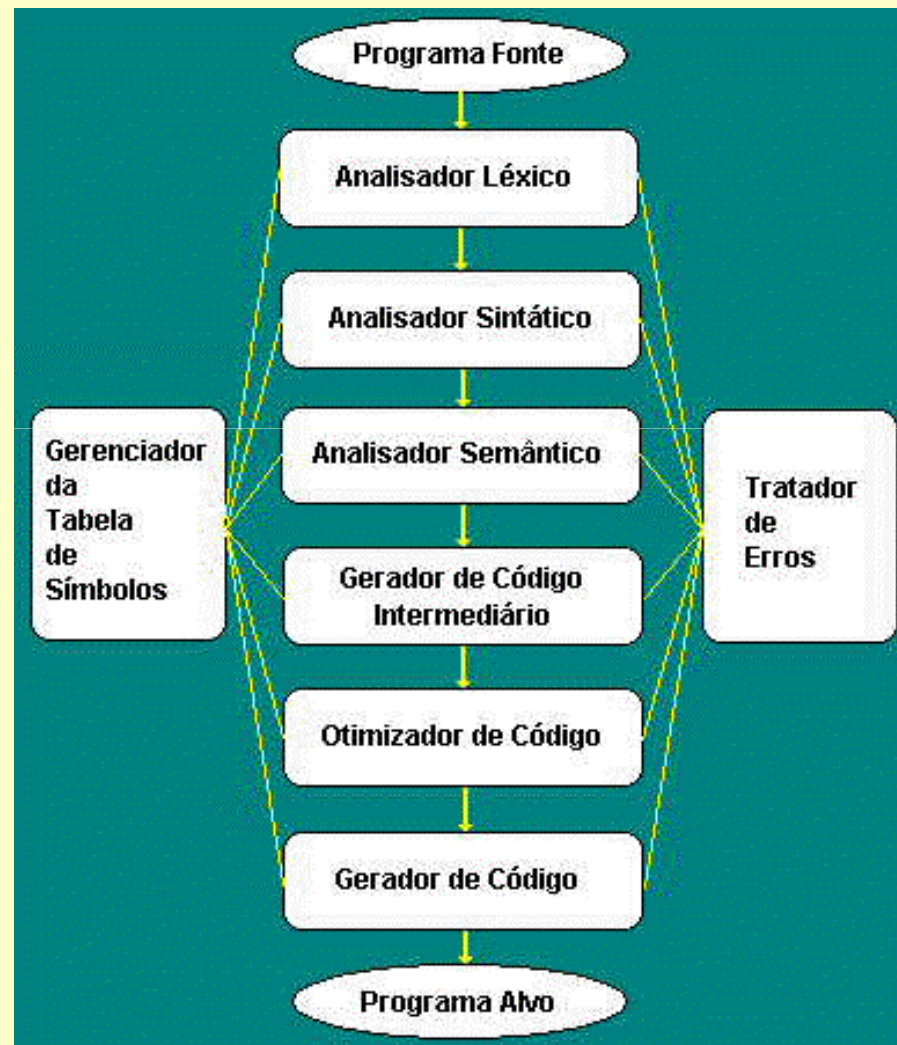 Programa Fonte
Analisador Léxico
Analisador Sintático
Analisador Semântico
Gerenciador
da
Tabela
de
Símbolos
Tratador
de
Erros
Gerador de Código
Intermediário
Otimizador de Código
Gerador de Código
Programa Alvo